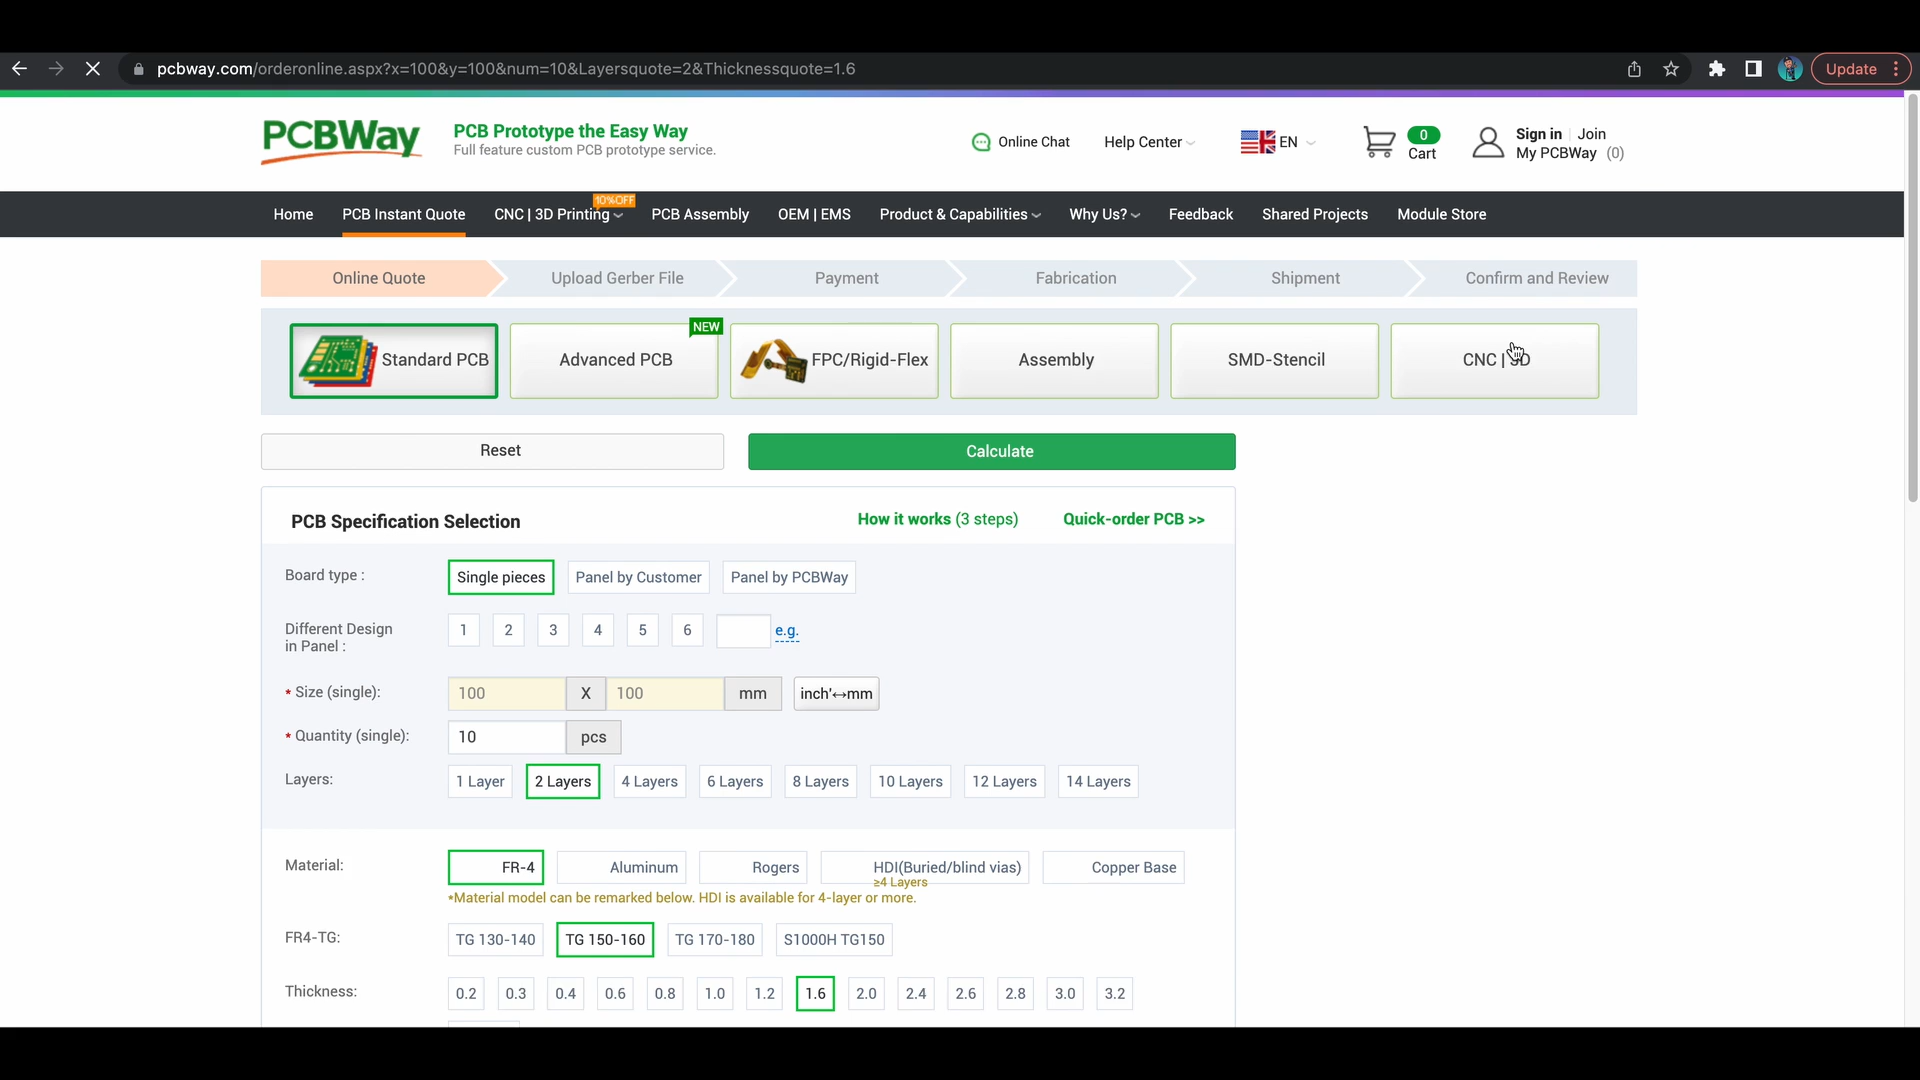 pcbway.com/orderonline.aspx?x=100&y=100&num=10&Layersquote=2&Thicknessquote=1.6
Update
PCBWay
PCB Prototype the Easy Way
Full feature custom PCB prototype service.
Online Chat
Help Center
EN
0
Cart
Sign in | Join
My PCBWay (0)
10%OFF
Home PCB Instant Quote CNC | 3D Printing PCB Assembly OEM | EMS Product & Capabilities Why Us? Feedback Shared Projects Module Store
Online Quote Upload Gerber File Payment Fabrication Shipment Confirm and Review
NEW
Standard PCB Advanced PCB FPC/Rigid-Flex Assembly SMD-Stencil CNC | 3D
Reset Calculate
PCB Specification Selection How it works (3 steps) Quick-order PCB >>
Board type : Single pieces Panel by Customer Panel by PCBWay
Different Design
in Panel : 1 2 3 4 5 6 e.g.
* Size (single): 100 X 100 mm inch'↔mm
* Quantity (single): 10 pcs
Layers: 1 Layer 2 Layers 4 Layers 6 Layers 8 Layers 10 Layers 12 Layers 14 Layers
Material: FR-4 Aluminum Rogers HDI(Buried/blind vias) Copper Base
≥4 Layers
*Material model can be remarked below. HDI is available for 4-layer or more.
FR4-TG: TG 130-140 TG 150-160 TG 170-180 S1000H TG150
Thickness: 0.2 0.3 0.4 0.6 0.8 1.0 1.2 1.6 2.0 2.4 2.6 2.8 3.0 3.2